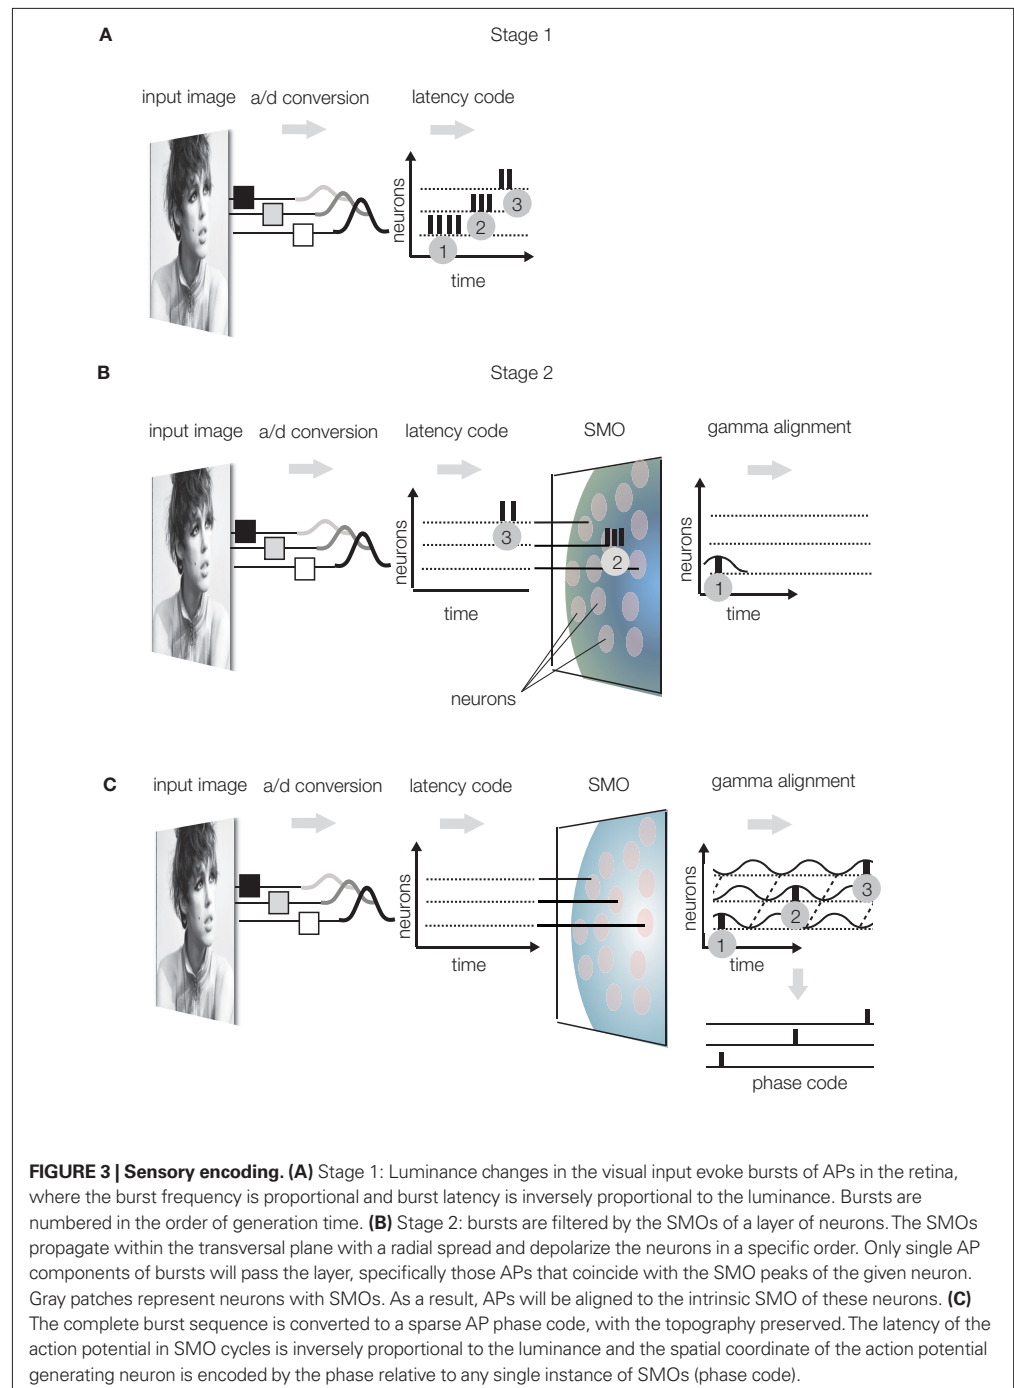 A
Stage 1
input image a/d conversion latency code
neurons
3
2
1
time
B
Stage 2
input image a/d conversion latency code SMO gamma alignment
neurons
3
2
neurons
1
time
time
neurons
C
input image a/d conversion latency code SMO gamma alignment
neurons
neurons
3
2
1
time
time
phase code
FIGURE 3 | Sensory encoding. (A) Stage 1: Luminance changes in the visual input evoke bursts of APs in the retina,
where the burst frequency is proportional and burst latency is inversely proportional to the luminance. Bursts are
numbered in the order of generation time. (B) Stage 2: bursts are filtered by the SMOs of a layer of neurons. The SMOs
propagate within the transversal plane with a radial spread and depolarize the neurons in a specific order. Only single AP
components of bursts will pass the layer, specifically those APs that coincide with the SMO peaks of the given neuron.
Gray patches represent neurons with SMOs. As a result, APs will be aligned to the intrinsic SMO of these neurons. (C)
The complete burst sequence is converted to a sparse AP phase code, with the topography preserved. The latency of the
action potential in SMO cycles is inversely proportional to the luminance and the spatial coordinate of the action potential
generating neuron is encoded by the phase relative to any single instance of SMOs (phase code).